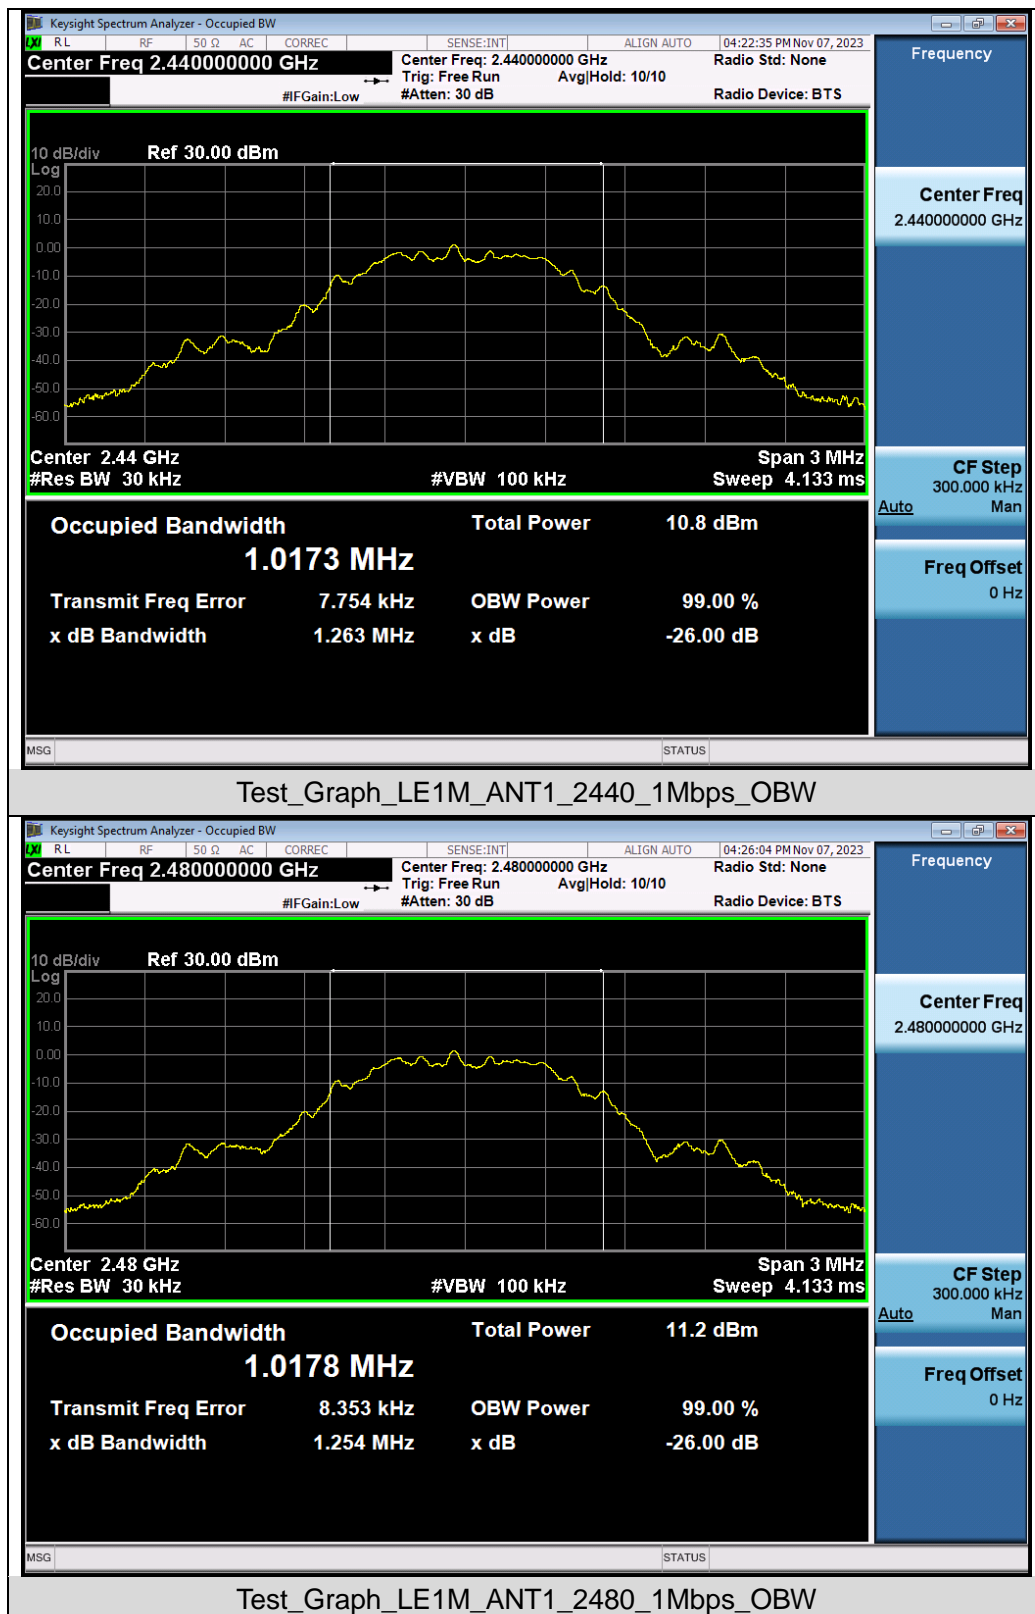 Keysight Spectrum Analyzer - Occupied BW
LXI RL RF 50 Ω AC CORREC SENSE:INT ALIGN AUTO 04:22:35 PM Nov 07, 2023
Center Freq 2.440000000 GHz
Center Freq: 2.440000000 GHz Radio Std: None
Trig: Free Run Avg|Hold: 10/10
#IFGain:Low #Atten: 30 dB Radio Device: BTS
Frequency
10 dB/div Ref 30.00 dBm
Log
20.0
10.0
0.00
-10.0
-20.0
-30.0
-40.0
-50.0
-60.0
Center 2.44 GHz Span 3 MHz
#Res BW 30 kHz #VBW 100 kHz Sweep 4.133 ms
Center Freq
2.440000000 GHz
CF Step
300.000 kHz
Auto Man
Freq Offset
0 Hz
Occupied Bandwidth Total Power 10.8 dBm
1.0173 MHz
Transmit Freq Error 7.754 kHz OBW Power 99.00 %
x dB Bandwidth 1.263 MHz x dB -26.00 dB
MSG STATUS
Test_Graph_LE1M_ANT1_2440_1Mbps_OBW
Keysight Spectrum Analyzer - Occupied BW
LXI RL RF 50 Ω AC CORREC SENSE:INT ALIGN AUTO 04:26:04 PM Nov 07, 2023
Center Freq 2.480000000 GHz
Center Freq: 2.480000000 GHz Radio Std: None
Trig: Free Run Avg|Hold: 10/10
#IFGain:Low #Atten: 30 dB Radio Device: BTS
Frequency
10 dB/div Ref 30.00 dBm
Log
20.0
10.0
0.00
-10.0
-20.0
-30.0
-40.0
-50.0
-60.0
Center 2.48 GHz Span 3 MHz
#Res BW 30 kHz #VBW 100 kHz Sweep 4.133 ms
Center Freq
2.480000000 GHz
CF Step
300.000 kHz
Auto Man
Freq Offset
0 Hz
Occupied Bandwidth Total Power 11.2 dBm
1.0178 MHz
Transmit Freq Error 8.353 kHz OBW Power 99.00 %
x dB Bandwidth 1.254 MHz x dB -26.00 dB
MSG STATUS
Test_Graph_LE1M_ANT1_2480_1Mbps_OBW